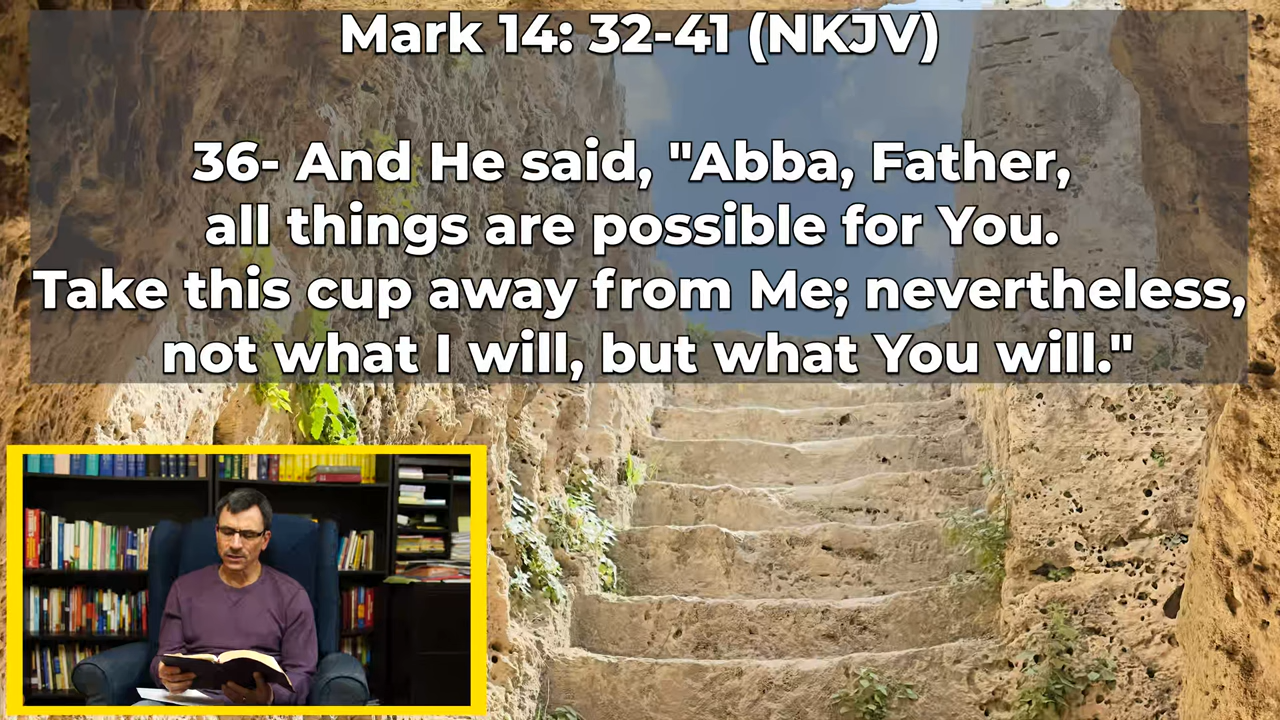 Mark 14: 32-41 (NKJV)
36- And He said, "Abba, Father,
all things are possible for You.
Take this cup away from Me; nevertheless,
not what I will, but what You will."